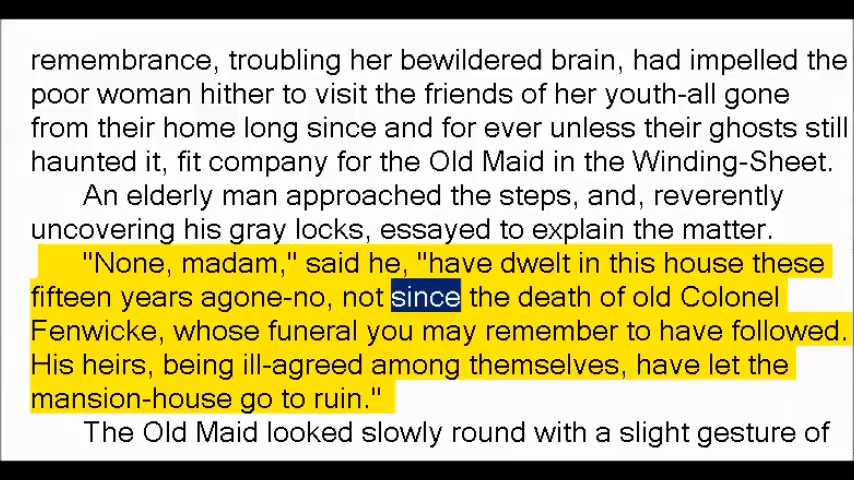 remembrance, troubling her bewildered brain, had impelled the
poor woman hither to visit the friends of her youth-all gone
from their home long since and for ever unless their ghosts still
haunted it, fit company for the Old Maid in the Winding-Sheet.
An elderly man approached the steps, and, reverently
uncovering his gray locks, essayed to explain the matter.
"None, madam," said he, "have dwelt in this house these
fifteen years agone-no, not since the death of old Colonel
Fenwicke, whose funeral you may remember to have followed.
His heirs, being ill-agreed among themselves, have let the
mansion-house go to ruin."
The Old Maid looked slowly round with a slight gesture of